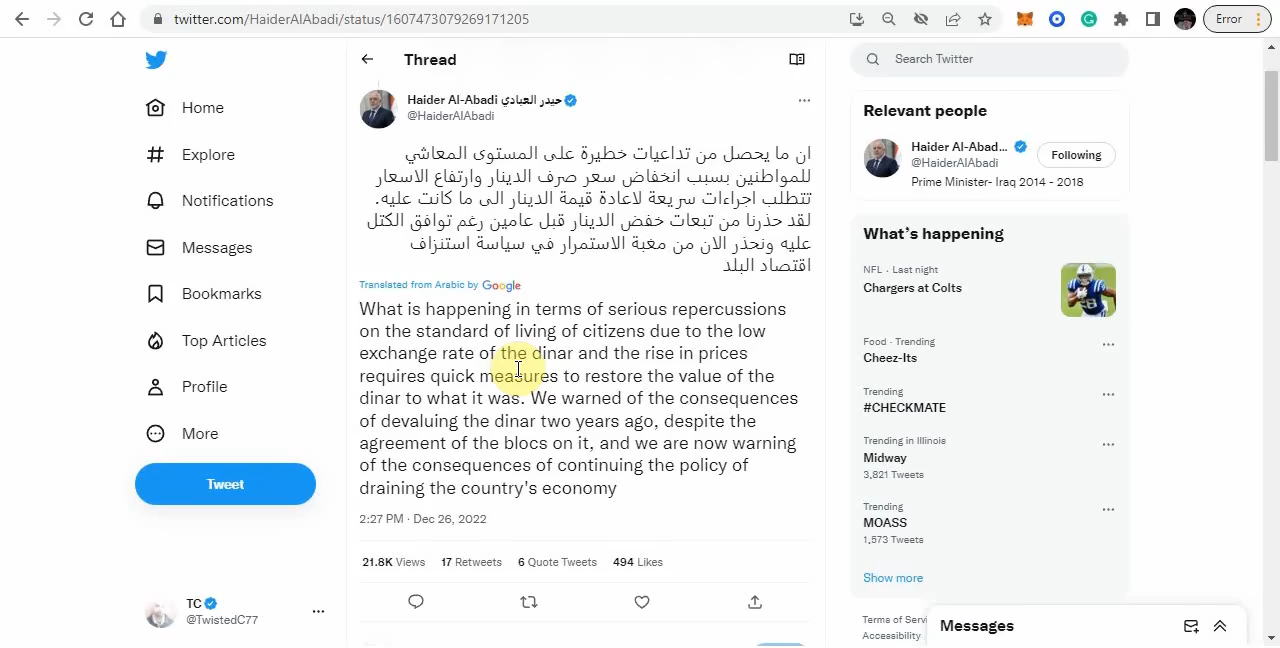 twitter.com/HaiderAlAbadi/status/1607473079269171205
Error
Home
Explore
Notifications
Messages
Bookmarks
Top Articles
Profile
More
Tweet
TC
@TwistedC77
Thread
Haider Al-Abadi حيدر العبادي
@HaiderAlAbadi
ان ما يحصل من تداعيات خطيرة على المستوى المعاشي
للمواطنين بسبب انخفاض سعر صرف الدينار وارتفاع الاسعار
تتطلب اجراءات سريعة لاعادة قيمة الدينار الى ما كانت عليه.
لقد حذرنا من تبعات خفض الدينار قبل عامين رغم توافق الكتل
عليه ونحذر الان من مغبة الاستمرار في سياسة استنزاف
اقتصاد البلد
Translated from Arabic by Google
What is happening in terms of serious repercussions
on the standard of living of citizens due to the low
exchange rate of the dinar and the rise in prices
requires quick measures to restore the value of the
dinar to what it was. We warned of the consequences
of devaluing the dinar two years ago, despite the
agreement of the blocs on it, and we are now warning
of the consequences of continuing the policy of
draining the country's economy
2:27 PM · Dec 26, 2022
21.8K Views 17 Retweets 6 Quote Tweets 494 Likes
Search Twitter
Relevant people
Haider Al-Abad...
@HaiderAlAbadi
Following
Prime Minister- Iraq 2014 - 2018
What's happening
NFL · Last night
Chargers at Colts
Food · Trending
Cheez-Its
Trending
#CHECKMATE
Trending in Illinois
Midway
3,821 Tweets
Trending
MOASS
1,573 Tweets
Show more
Terms of Servi
Accessibility
Messages